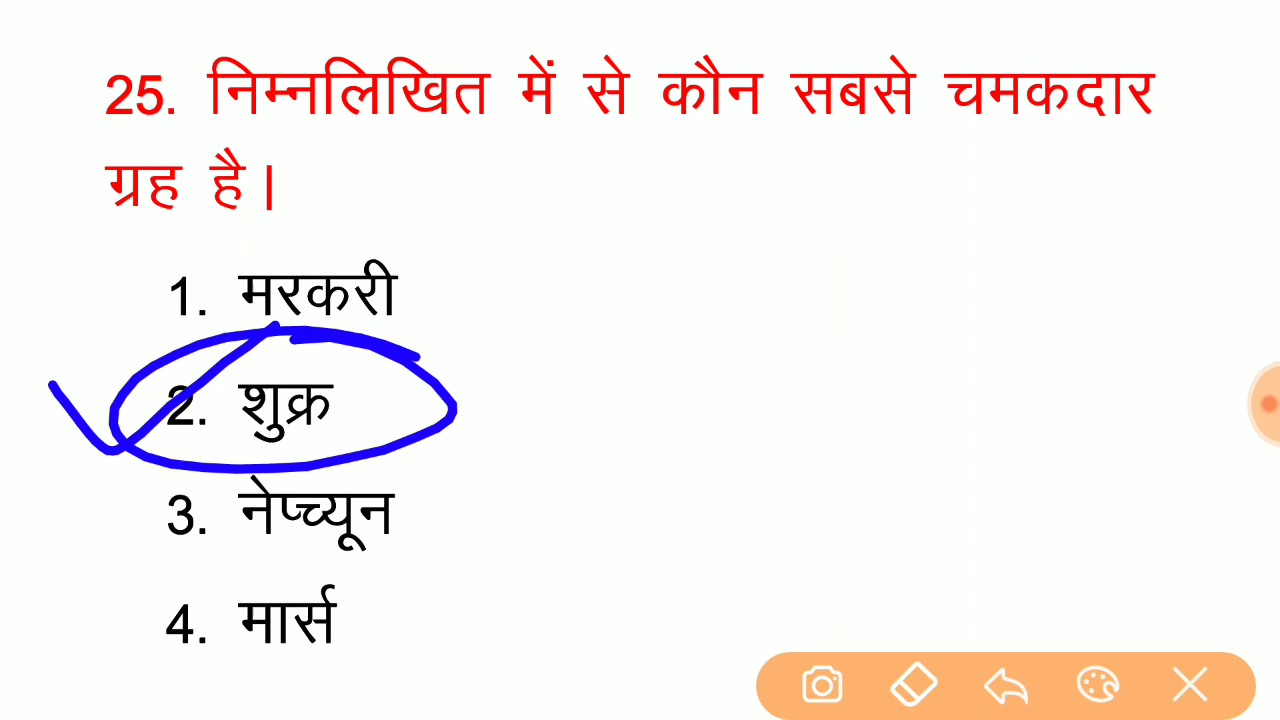 25. निम्नलिखित में से कौन सबसे चमकदार
ग्रह है।
1. मरकरी
2. शुक्र
3. नेप्च्यून
4. मार्स